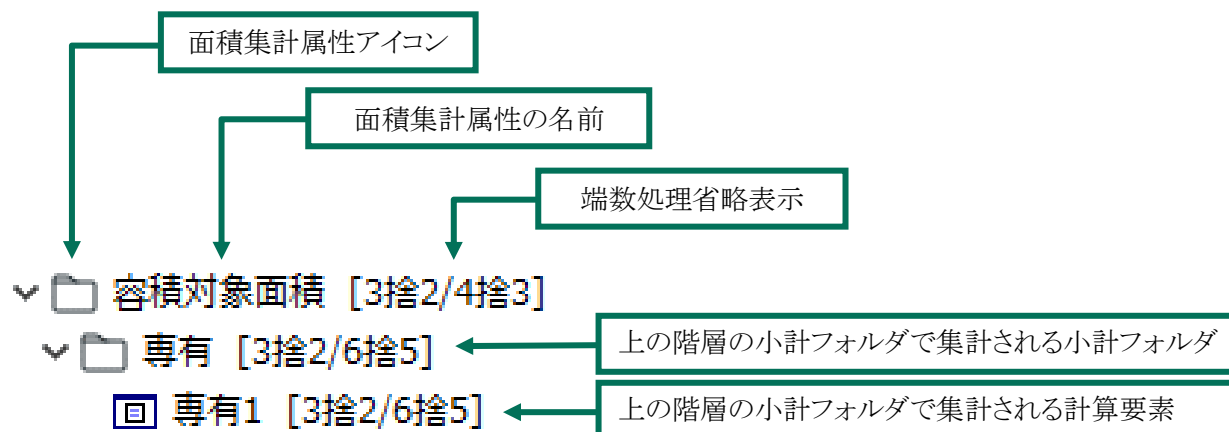 面積集計属性アイコン
面積集計属性の名前
端数処理省略表示
容積対象面積 [3捨2/4捨3]
専有 [3捨2/6捨5]
上の階層の小計フォルダで集計される小計フォルダ
専有1 [3捨2/6捨5]
上の階層の小計フォルダで集計される計算要素